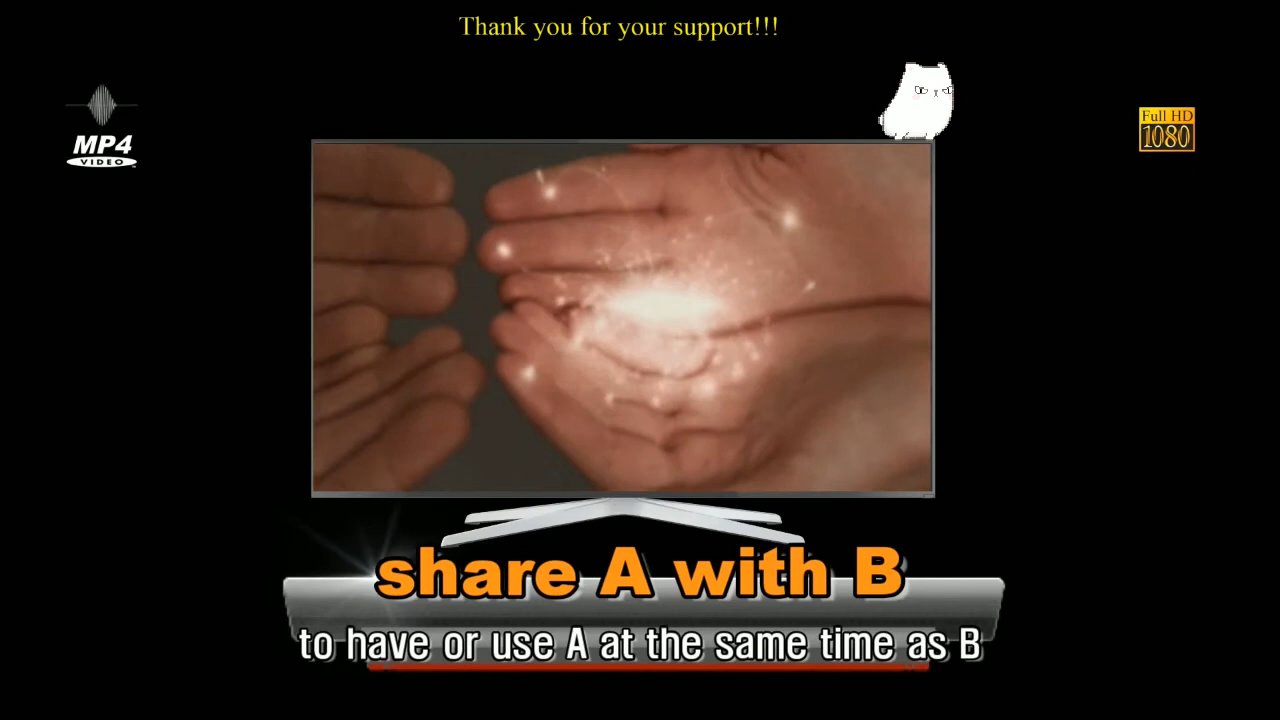 Thank you for your support!!!
MP4
VIDEO
Full HD
1080
share A with B
to have or use A at the same time as B